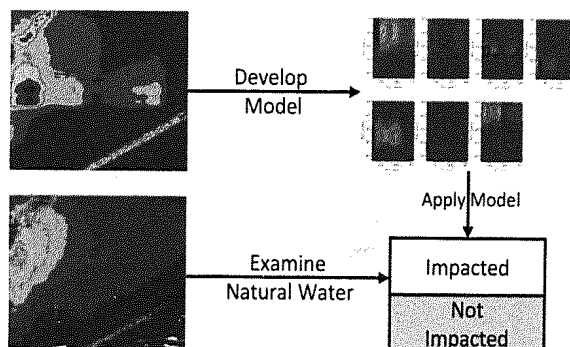 Develop
Model
Apply Model
Examine
Natural Water
Impacted
Not
Impacted